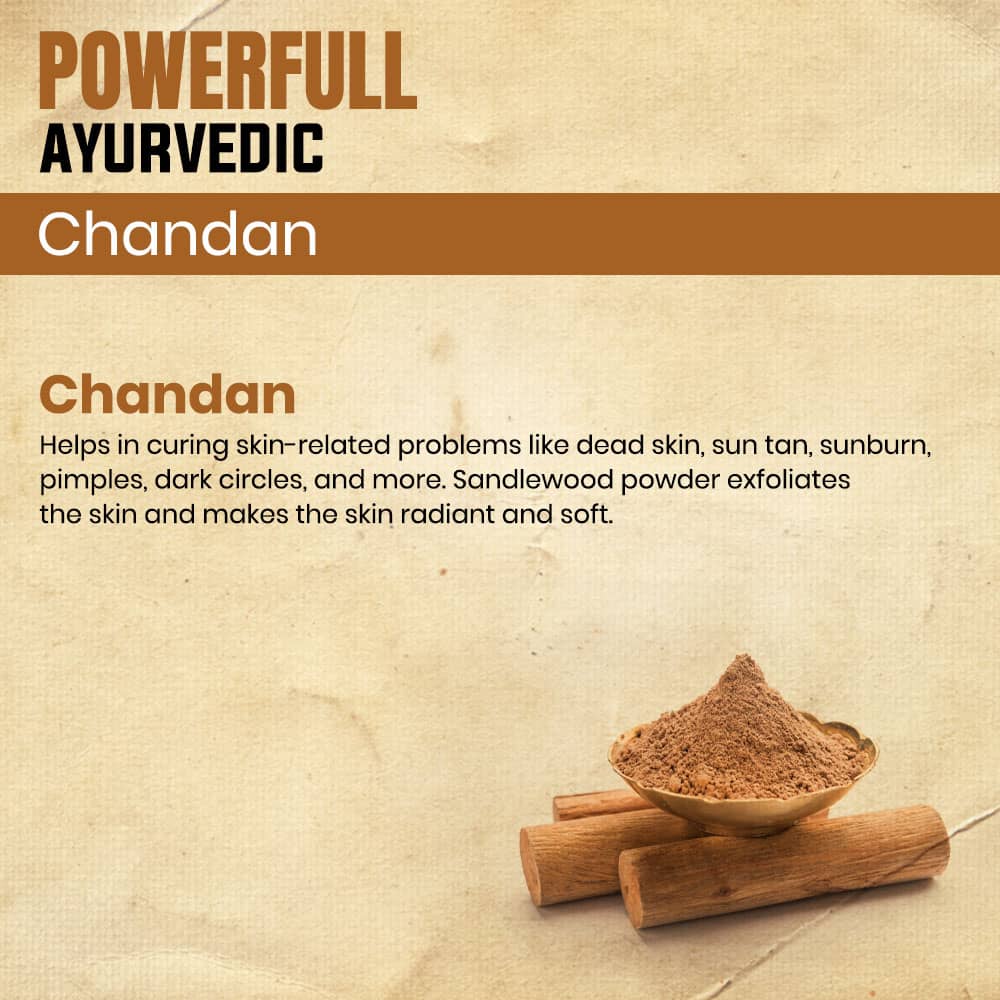 POWERFULL
AYURVEDIC
Chandan
Chandan
Helps in curing skin-related problems like dead skin, sun tan, sunburn,
pimples, dark circles, and more. Sandlewood powder exfoliates
the skin and makes the skin radiant and soft.